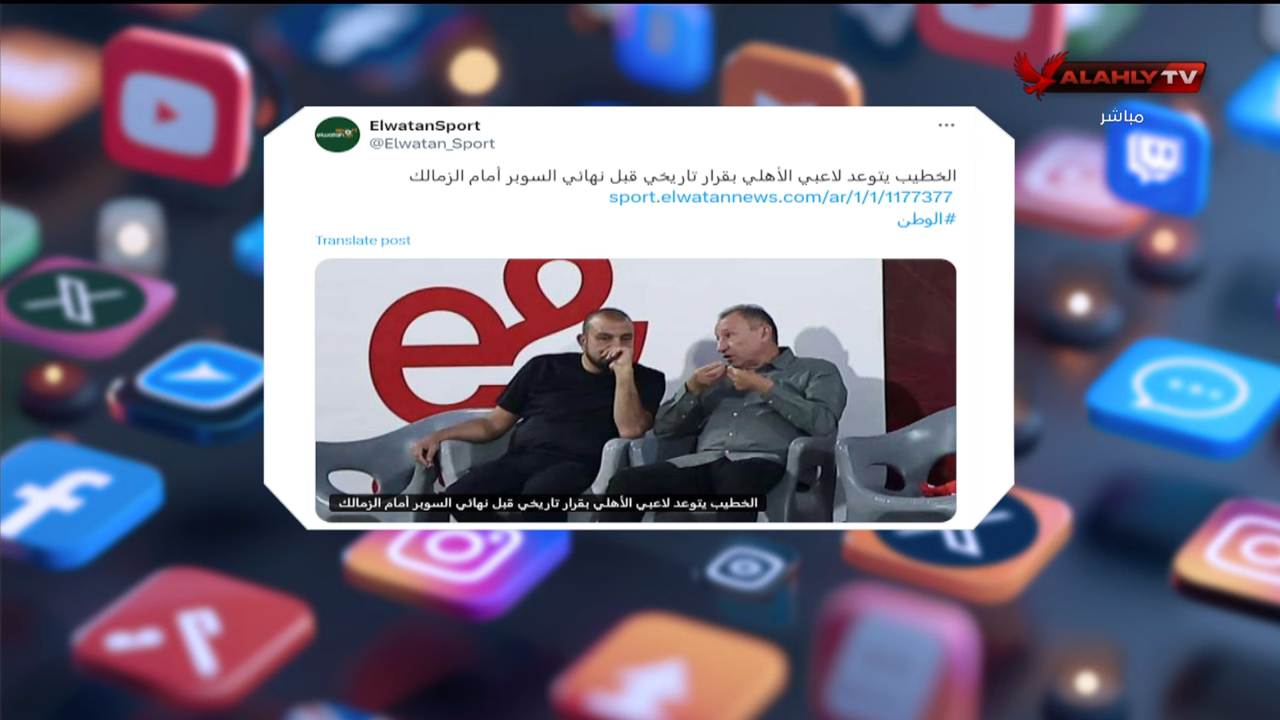 ALAHLY TV
مباشر
ElwatanSport
@Elwatan_Sport
الخطيب يتوعد لاعبي الأهلي بقرار تاريخي قبل نهائي السوبر أمام الزمالك
sport.elwatannews.com/ar/1/1/1177377
#الوطن
Translate post
e&
الخطيب يتوعد لاعبي الأهلي بقرار تاريخي قبل نهائي السوبر أمام الزمالك